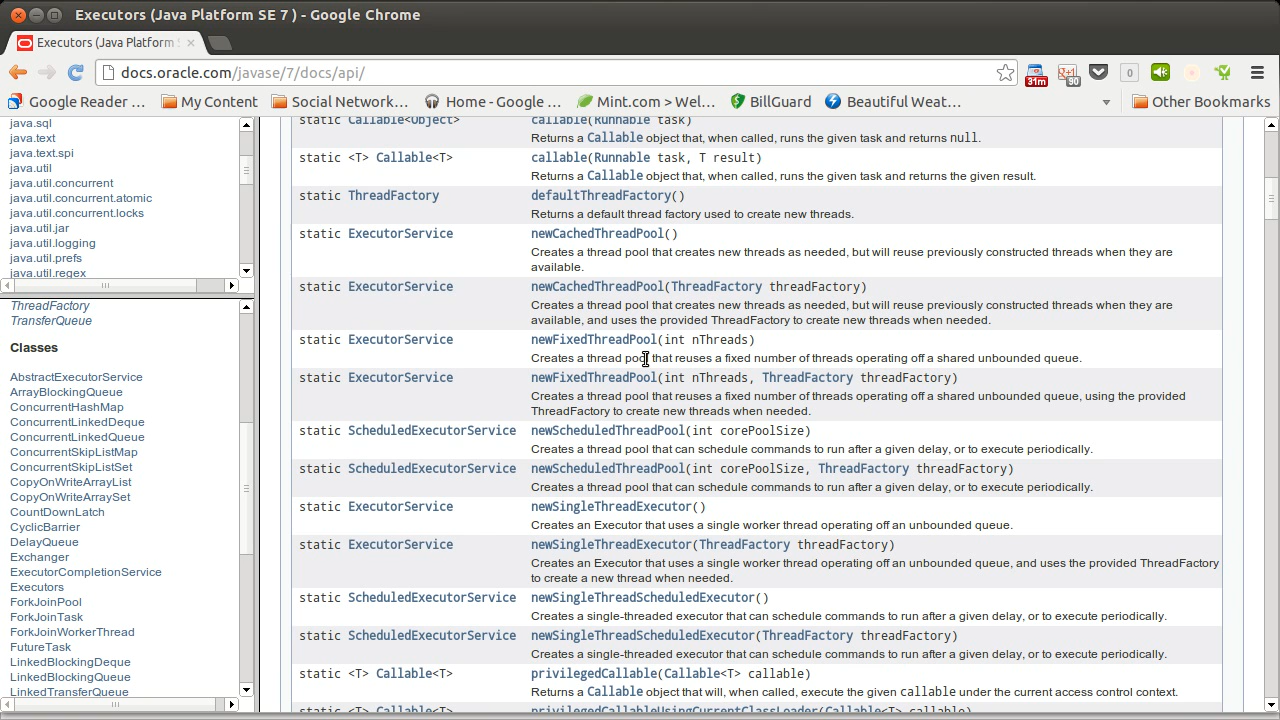 Executors (Java Platform SE 7 ) - Google Chrome
Executors (Java Platform S
docs.oracle.com/javase/7/docs/api/
31m
90
0
Google Reader ...
My Content
Social Network...
Home - Google ...
Mint.com > Wel...
BillGuard
Beautiful Weat...
Other Bookmarks
java.sql
java.text
java.text.spi
java.util
java.util.concurrent
java.util.concurrent.atomic
java.util.concurrent.locks
java.util.jar
java.util.logging
java.util.prefs
java.util.regex
ThreadFactory
TransferQueue
Classes
AbstractExecutorService
ArrayBlockingQueue
ConcurrentHashMap
ConcurrentLinkedDeque
ConcurrentLinkedQueue
ConcurrentSkipListMap
ConcurrentSkipListSet
CopyOnWriteArrayList
CopyOnWriteArraySet
CountDownLatch
CyclicBarrier
DelayQueue
Exchanger
ExecutorCompletionService
Executors
ForkJoinPool
ForkJoinTask
ForkJoinWorkerThread
FutureTask
LinkedBlockingDeque
LinkedBlockingQueue
LinkedTransferQueue
static Callable<Object> callable(Runnable task)
Returns a Callable object that, when called, runs the given task and returns null.
static <T> Callable<T> callable(Runnable task, T result)
Returns a Callable object that, when called, runs the given task and returns the given result.
static ThreadFactory defaultThreadFactory()
Returns a default thread factory used to create new threads.
static ExecutorService newCachedThreadPool()
Creates a thread pool that creates new threads as needed, but will reuse previously constructed threads when they are
available.
static ExecutorService newCachedThreadPool(ThreadFactory threadFactory)
Creates a thread pool that creates new threads as needed, but will reuse previously constructed threads when they are
available, and uses the provided ThreadFactory to create new threads when needed.
static ExecutorService newFixedThreadPool(int nThreads)
Creates a thread pool that reuses a fixed number of threads operating off a shared unbounded queue.
static ExecutorService newFixedThreadPool(int nThreads, ThreadFactory threadFactory)
Creates a thread pool that reuses a fixed number of threads operating off a shared unbounded queue, using the provided
ThreadFactory to create new threads when needed.
static ScheduledExecutorService newScheduledThreadPool(int corePoolSize)
Creates a thread pool that can schedule commands to run after a given delay, or to execute periodically.
static ScheduledExecutorService newScheduledThreadPool(int corePoolSize, ThreadFactory threadFactory)
Creates a thread pool that can schedule commands to run after a given delay, or to execute periodically.
static ExecutorService newSingleThreadExecutor()
Creates an Executor that uses a single worker thread operating off an unbounded queue.
static ExecutorService newSingleThreadExecutor(ThreadFactory threadFactory)
Creates an Executor that uses a single worker thread operating off an unbounded queue, and uses the provided ThreadFactory
to create a new thread when needed.
static ScheduledExecutorService newSingleThreadScheduledExecutor()
Creates a single-threaded executor that can schedule commands to run after a given delay, or to execute periodically.
static ScheduledExecutorService newSingleThreadScheduledExecutor(ThreadFactory threadFactory)
Creates a single-threaded executor that can schedule commands to run after a given delay, or to execute periodically.
static <T> Callable<T> privilegedCallable(Callable<T> callable)
Returns a Callable object that will, when called, execute the given callable under the current access control context.
static <T> Callable<T> privilegedCallableUsingCurrentClassLoader(Callable<T> callable)